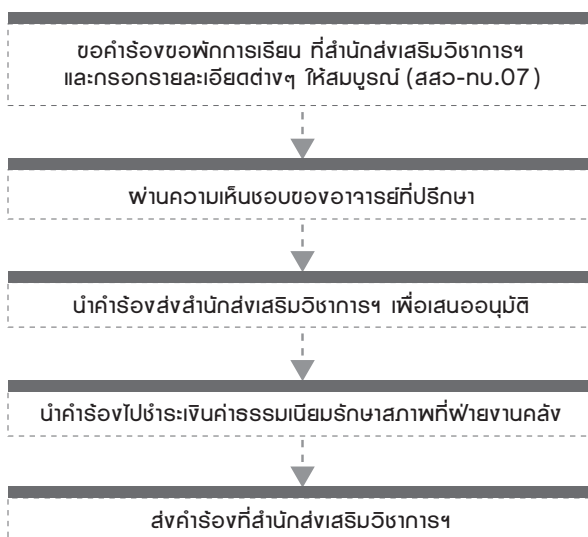 ขอคำร้องขอพักการเรียน ที่สำนักส่งเสริมวิชาการฯ
และกรอกรายละเอียดต่างๆ ให้สมบูรณ์ (สสว-ทบ.07)
ผ่านความเห็นชอบของอาจารย์ที่ปรึกษา
นำคำร้องส่งสำนักส่งเสริมวิชาการฯ เพื่อเสนออนุมัติ
นำคำร้องไปชำระเงินค่าธรรมเนียมรักษาสภาพที่ฝ่ายงานคลัง
ส่งคำร้องที่สำนักส่งเสริมวิชาการฯ